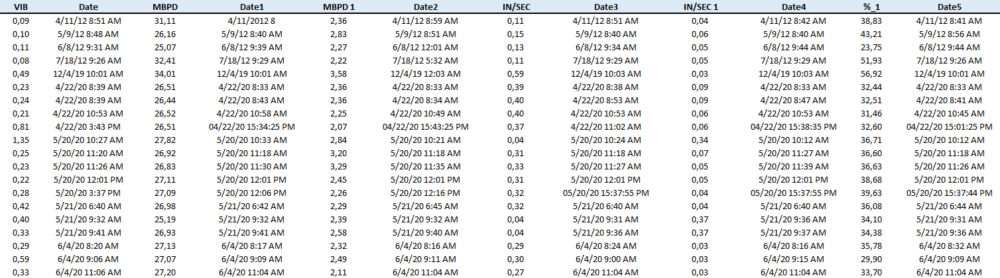 VIB Date MBPD Date1 MBPD 1 Date2 IN/SEC Date3 IN/SEC 1 Date4 %_1 Date5
0,09 4/11/12 8:51 AM 31,11 4/11/2012 8 2,36 4/11/12 8:59 AM 0,11 4/11/12 8:51 AM 0,04 4/11/12 8:42 AM 38,83 4/11/12 8:41 AM
0,10 5/9/12 8:48 AM 26,16 5/9/12 8:40 AM 2,83 5/9/12 8:51 AM 0,15 5/9/12 8:40 AM 0,06 5/9/12 8:40 AM 43,21 5/9/12 8:56 AM
0,11 6/8/12 9:31 AM 25,07 6/8/12 9:39 AM 2,27 6/8/12 12:01 AM 0,13 6/8/12 9:34 AM 0,05 6/8/12 9:44 AM 23,75 6/8/12 9:44 AM
0,08 7/18/12 9:26 AM 32,41 7/18/12 9:29 AM 2,22 7/18/12 5:32 AM 0,11 7/18/12 9:29 AM 0,05 7/18/12 9:29 AM 51,93 7/18/12 9:26 AM
0,49 12/4/19 10:01 AM 34,01 12/4/19 10:01 AM 3,58 12/4/19 12:03 AM 0,59 12/4/19 10:03 AM 0,03 12/4/19 10:03 AM 56,92 12/4/19 10:01 AM
0,23 4/22/20 8:39 AM 26,51 4/22/20 8:33 AM 2,36 4/22/20 8:33 AM 0,39 4/22/20 8:38 AM 0,09 4/22/20 8:33 AM 32,44 4/22/20 8:33 AM
0,24 4/22/20 8:39 AM 26,44 4/22/20 8:43 AM 2,36 4/22/20 8:34 AM 0,40 4/22/20 8:53 AM 0,09 4/22/20 8:47 AM 32,51 4/22/20 8:41 AM
0,21 4/22/20 10:53 AM 26,52 4/22/20 10:58 AM 2,25 4/22/20 10:49 AM 0,40 4/22/20 10:53 AM 0,06 4/22/20 10:53 AM 31,46 4/22/20 10:45 AM
0,81 4/22/20 3:43 PM 26,51 04/22/20 15:34:25 PM 2,07 04/22/20 15:43:25 PM 0,37 4/22/20 11:02 AM 0,06 04/22/20 15:38:35 PM 32,60 04/22/20 15:01:25 PM
1,35 5/20/20 10:27 AM 27,82 5/20/20 10:33 AM 2,84 5/20/20 10:21 AM 0,04 5/20/20 10:24 AM 0,34 5/20/20 10:12 AM 36,71 5/20/20 10:12 AM
0,25 5/20/20 11:20 AM 26,92 5/20/20 11:18 AM 3,20 5/20/20 11:18 AM 0,31 5/20/20 11:18 AM 0,07 5/20/20 11:27 AM 36,60 5/20/20 11:18 AM
0,23 5/20/20 11:26 AM 26,83 5/20/20 11:30 AM 3,29 5/20/20 11:35 AM 0,33 5/20/20 11:27 AM 0,05 5/20/20 11:39 AM 36,63 5/20/20 11:26 AM
0,22 5/20/20 12:01 PM 27,11 5/20/20 12:01 PM 2,45 5/20/20 12:01 PM 0,31 5/20/20 12:01 PM 0,05 5/20/20 12:01 PM 38,68 5/20/20 12:01 PM
0,28 5/20/20 3:37 PM 27,09 5/20/20 12:06 PM 2,26 5/20/20 12:16 PM 0,32 05/20/20 15:37:55 PM 0,04 05/20/20 15:37:55 PM 39,63 05/20/20 15:37:44 PM
0,42 5/21/20 6:40 AM 26,98 5/21/20 6:42 AM 2,29 5/21/20 6:45 AM 0,32 5/21/20 6:40 AM 0,04 5/21/20 6:40 AM 36,08 5/21/20 6:44 AM
0,40 5/21/20 9:32 AM 25,19 5/21/20 9:32 AM 2,39 5/21/20 9:32 AM 0,04 5/21/20 9:31 AM 0,37 5/21/20 9:36 AM 34,10 5/21/20 9:31 AM
0,33 5/21/20 9:41 AM 26,93 5/21/20 9:41 AM 2,58 5/21/20 9:40 AM 0,04 5/21/20 9:36 AM 0,37 5/21/20 9:37 AM 34,38 5/21/20 9:36 AM
0,29 6/4/20 8:20 AM 27,13 6/4/20 8:17 AM 2,32 6/4/20 8:16 AM 0,29 6/4/20 8:24 AM 0,03 6/4/20 8:16 AM 35,78 6/4/20 8:32 AM
0,59 6/4/20 9:06 AM 27,07 6/4/20 9:09 AM 2,49 6/4/20 9:11 AM 0,30 6/4/20 9:00 AM 0,03 6/4/20 9:15 AM 29,90 6/4/20 9:09 AM
0,33 6/4/20 11:06 AM 27,20 6/4/20 11:04 AM 2,11 6/4/20 11:04 AM 0,27 6/4/20 11:04 AM 0,03 6/4/20 11:04 AM 33,70 6/4/20 11:04 AM